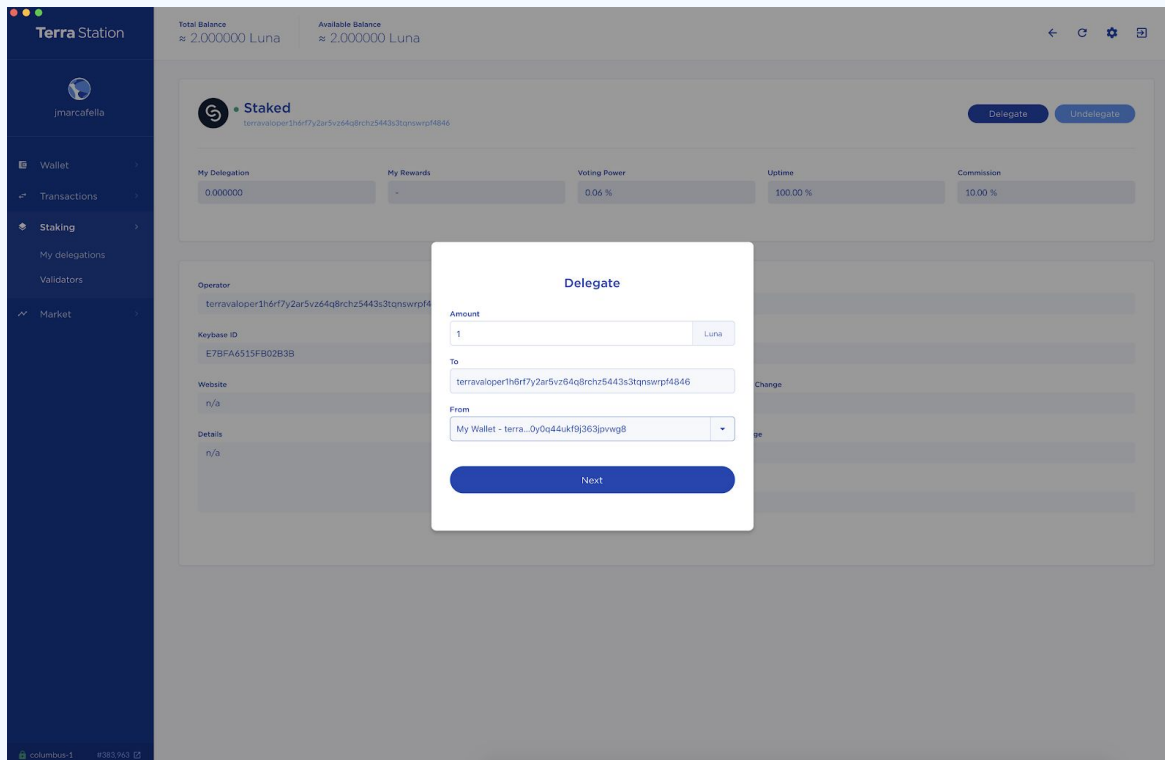 Terra Station
Total Balance
≈ 2.000000 Luna
Available Balance
≈ 2.000000 Luna
jmarcafella
Wallet
Transactions
Staking
My delegations
Validators
Market
Staked
terravaloper1h6rf7y2ar5vz64q8rchz5443s3tqnswrpf4846
Delegate
Undelegate
My Delegation
0.000000
My Rewards
-
Voting Power
0.06 %
Uptime
100.00 %
Commission
10.00 %
Operator
terravaloper1h6rf7y2ar5vz64q8rchz5443s3tqnswrpf4
Keybase ID
E7BFA6515FB02B3B
Website
n/a
Change
Details
n/a
ge
Delegate
Amount
1
Luna
To
terravaloper1h6rf7y2ar5vz64q8rchz5443s3tqnswrpf4846
From
My Wallet - terra...0y0q44ukf9j363jpvwg8
Next
columbus-1
#383,963